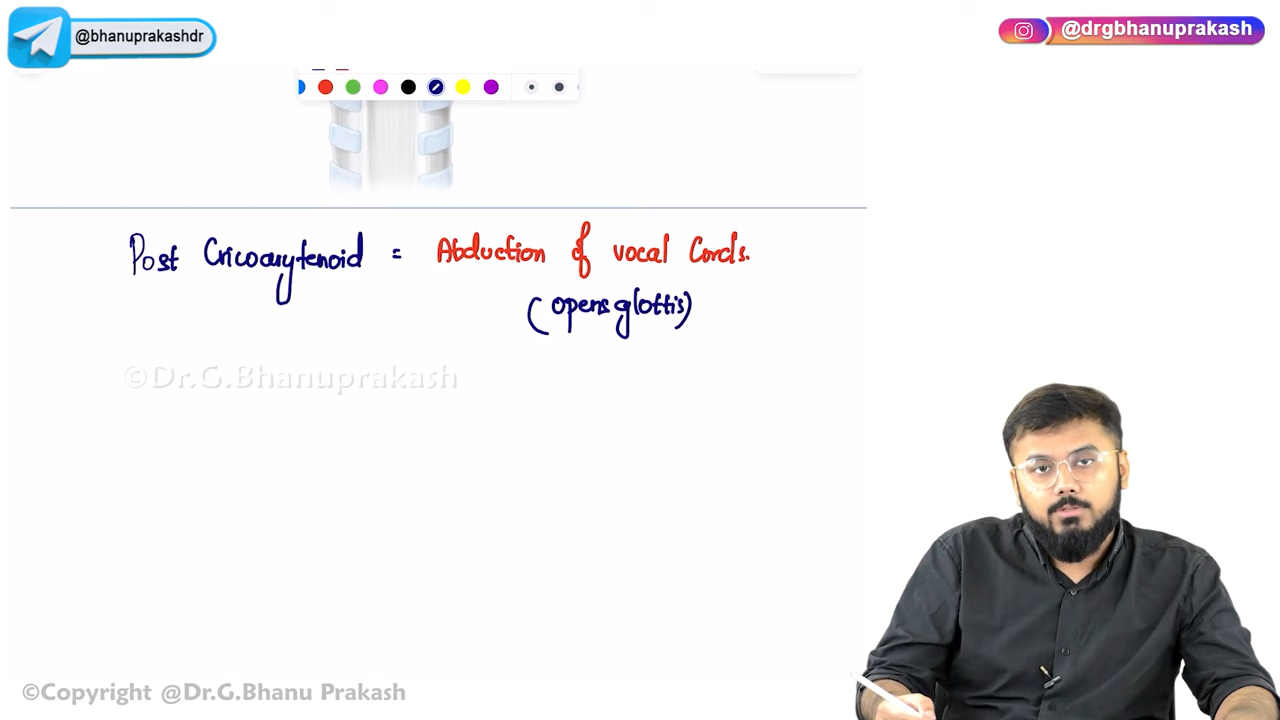 @bhanuprakashdr
@drgbhanuprakash
Post Cricoarytenoid = Abduction of vocal Cords.
(opens glottis)
©Dr.G.Bhanuprakash
©Copyright @Dr.G.Bhanu Prakash